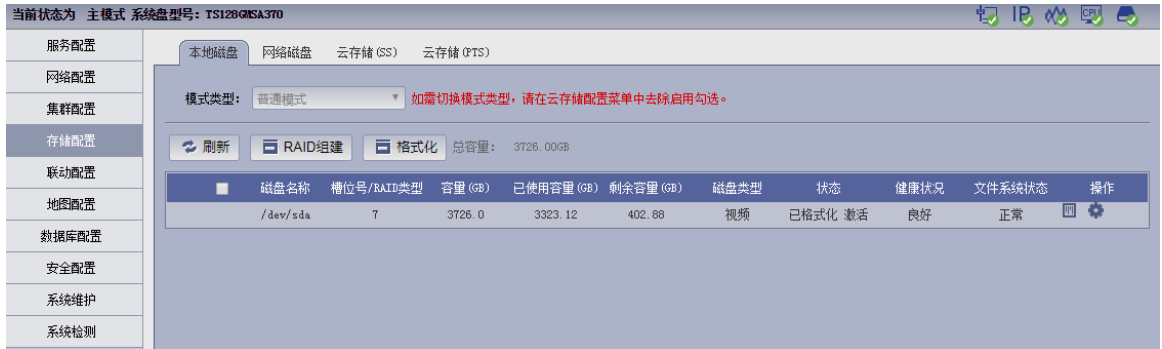 当前状态为 主模式 系统盘型号: TS128GMSA370
IP CPU
服务配置
网络配置
集群配置
存储配置
联动配置
地图配置
数据库配置
安全配置
系统维护
系统检测
本地磁盘 网络磁盘 云存储(SS) 云存储(PTS)
模式类型: 普通模式 如需切换模式类型，请在云存储配置菜单中去除启用勾选。
刷新 RAID组建 格式化 总容量: 3726.00GB
磁盘名称 槽位号/RAID类型 容量(GB) 已使用容量(GB) 剩余容量(GB) 磁盘类型 状态 健康状况 文件系统状态 操作
/dev/sda 7 3726.0 3323.12 402.88 视频 已格式化 激活 良好 正常